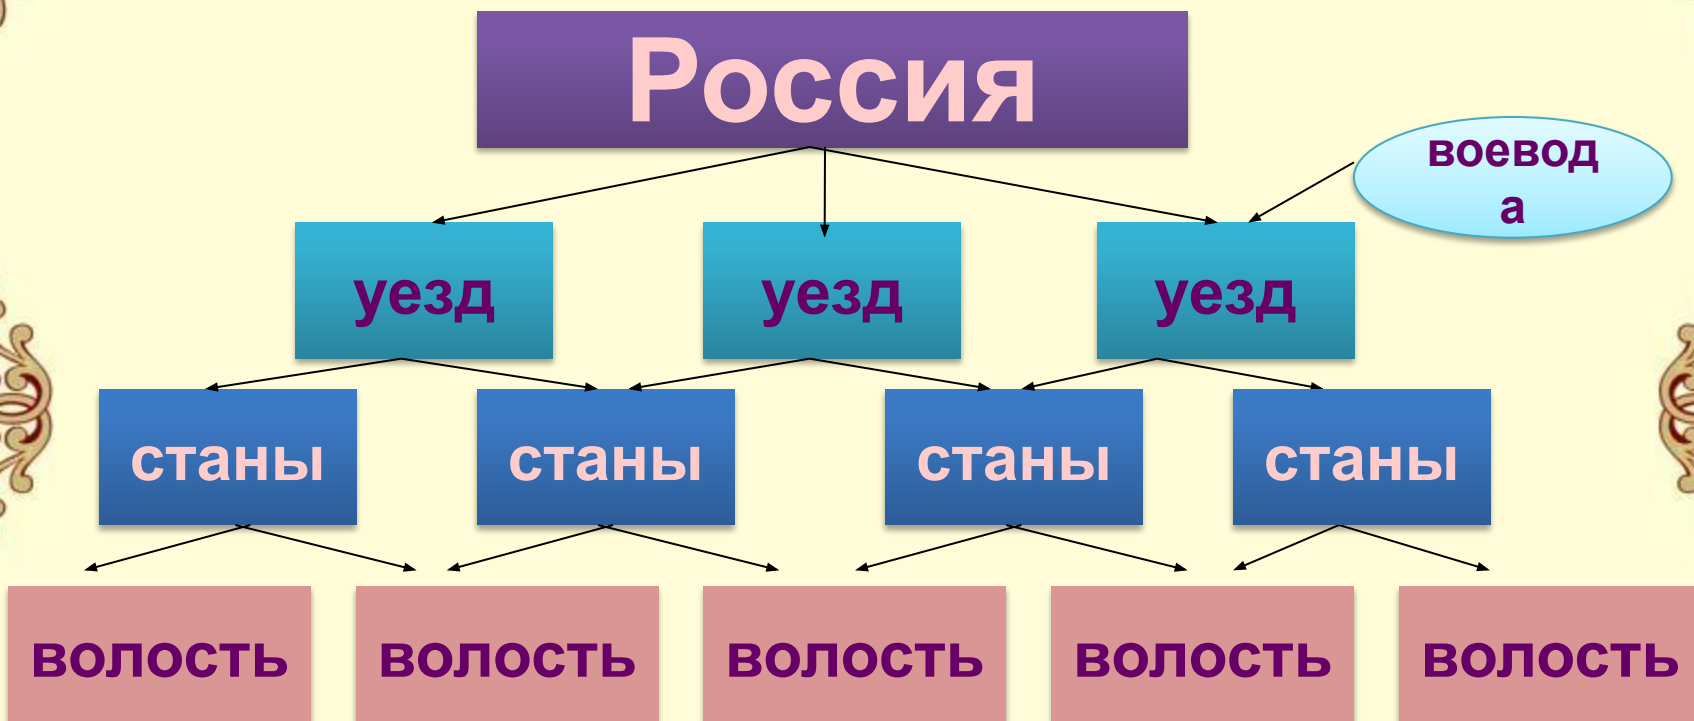 Россия
воевод
а
уезд
уезд
уезд
станы
станы
станы
станы
волость
волость
волость
волость
волость